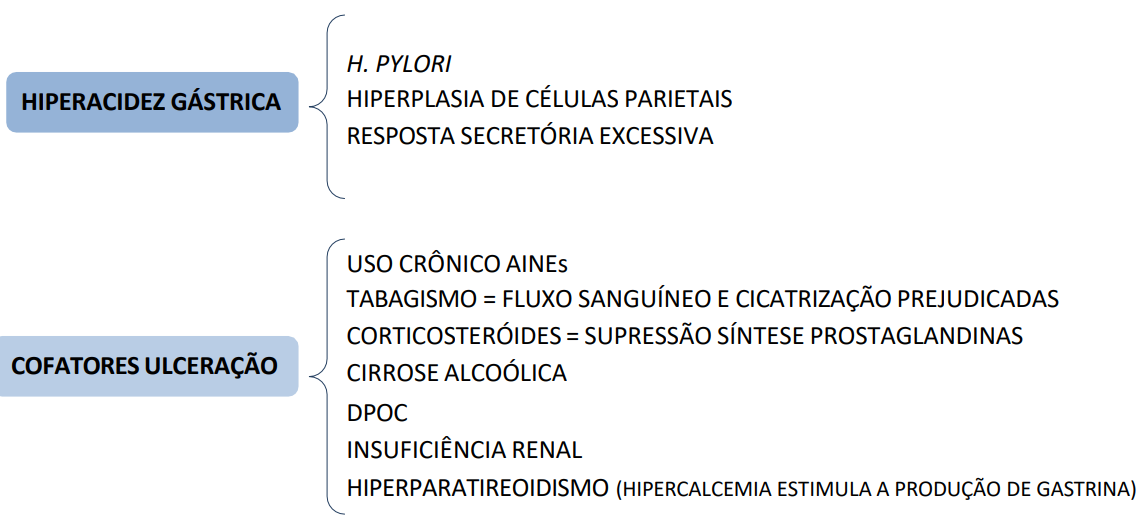 HIPERACIDEZ GÁSTRICA
H. PYLORI
HIPERPLASIA DE CÉLULAS PARIETAIS
RESPOSTA SECRETÓRIA EXCESSIVA
COFATORES ULCERAÇÃO
USO CRÔNICO AINEs
TABAGISMO = FLUXO SANGUÍNEO E CICATRIZAÇÃO PREJUDICADAS
CORTICOSTERÓIDES = SUPRESSÃO SÍNTESE PROSTAGLANDINAS
CIRROSE ALCOÓLICA
DPOC
INSUFICIÊNCIA RENAL
HIPERPARATIREOIDISMO (HIPERCALCEMIA ESTIMULA A PRODUÇÃO DE GASTRINA)